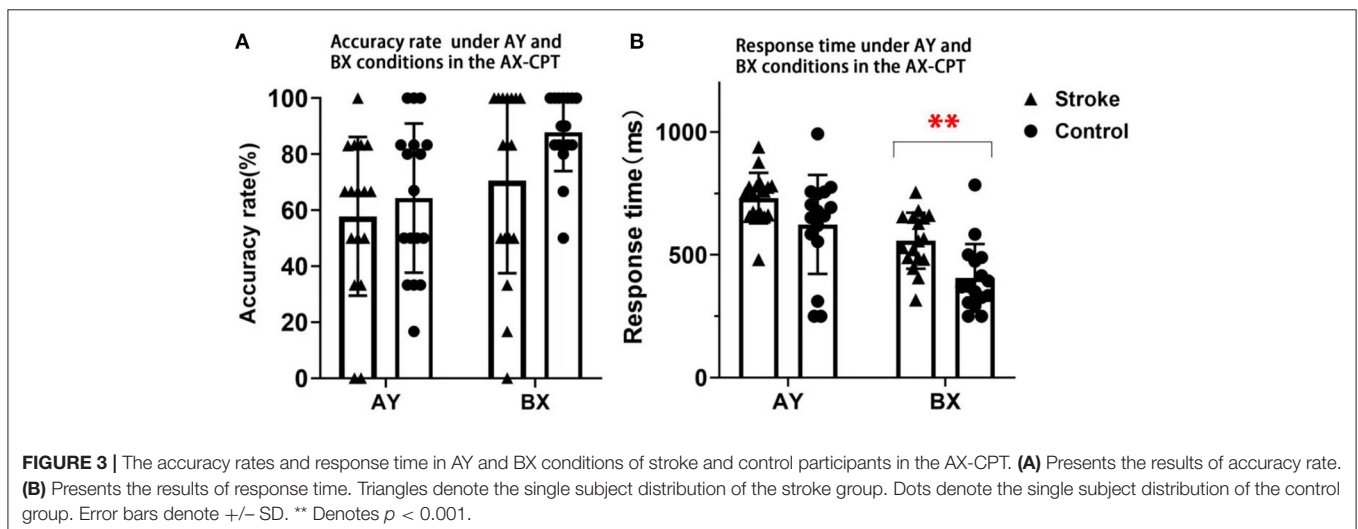 A
Accuracy rate under AY and
BX conditions in the AX-CPT
Accuracy rate(%)
100
80
60
40
20
0
AY
BX
B
Response time under AY and
BX conditions in the AX-CPT
Response time(ms)
1000
500
0
**
AY
BX
▲ Stroke
● Control
FIGURE 3 | The accuracy rates and response time in AY and BX conditions of stroke and control participants in the AX-CPT. (A) Presents the results of accuracy rate.
(B) Presents the results of response time. Triangles denote the single subject distribution of the stroke group. Dots denote the single subject distribution of the control
group. Error bars denote +/– SD. ** Denotes p < 0.001.